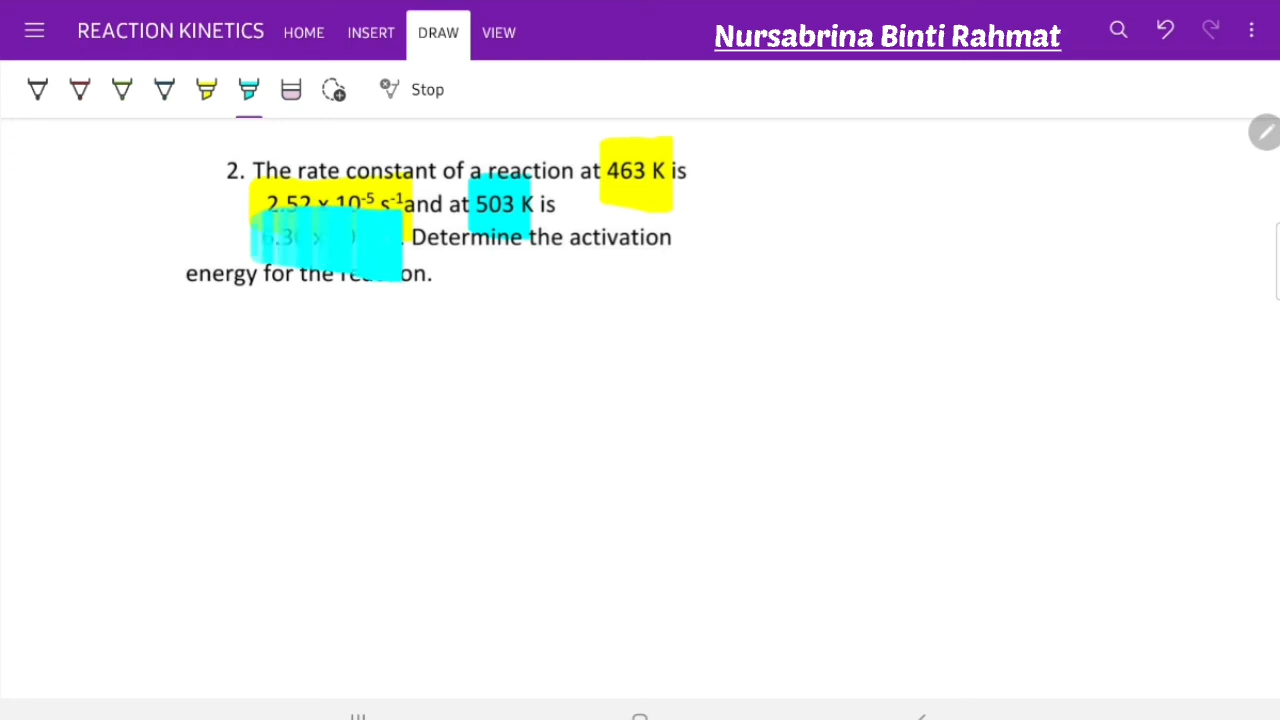 REACTION KINETICS HOME INSERT DRAW VIEW Nursabrina Binti Rahmat
Stop
2. The rate constant of a reaction at 463 K is
2.52 x 10⁻⁵ s⁻¹ and at 503 K is
Determine the activation
energy for the reaction.